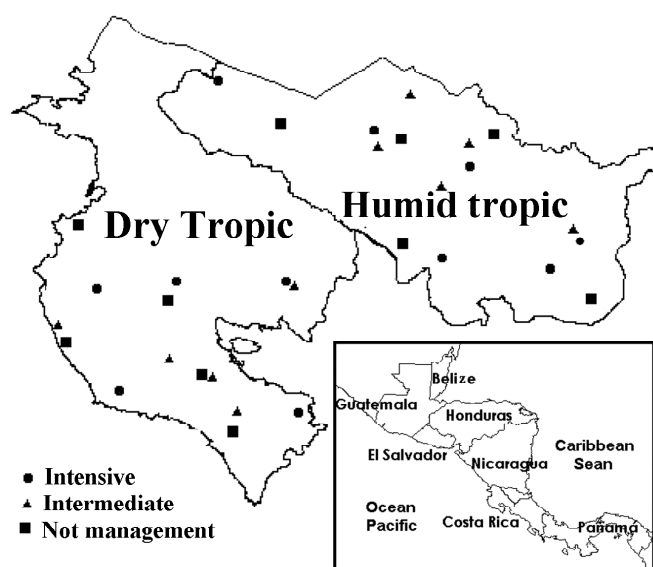 Dry Tropic
Humid tropic
Intensive
Intermediate
Not management
Belize
Guatemala
Honduras
El Salvador
Nicaragua
Caribbean
Sean
Ocean
Pacific
Costa Rica
Panamá